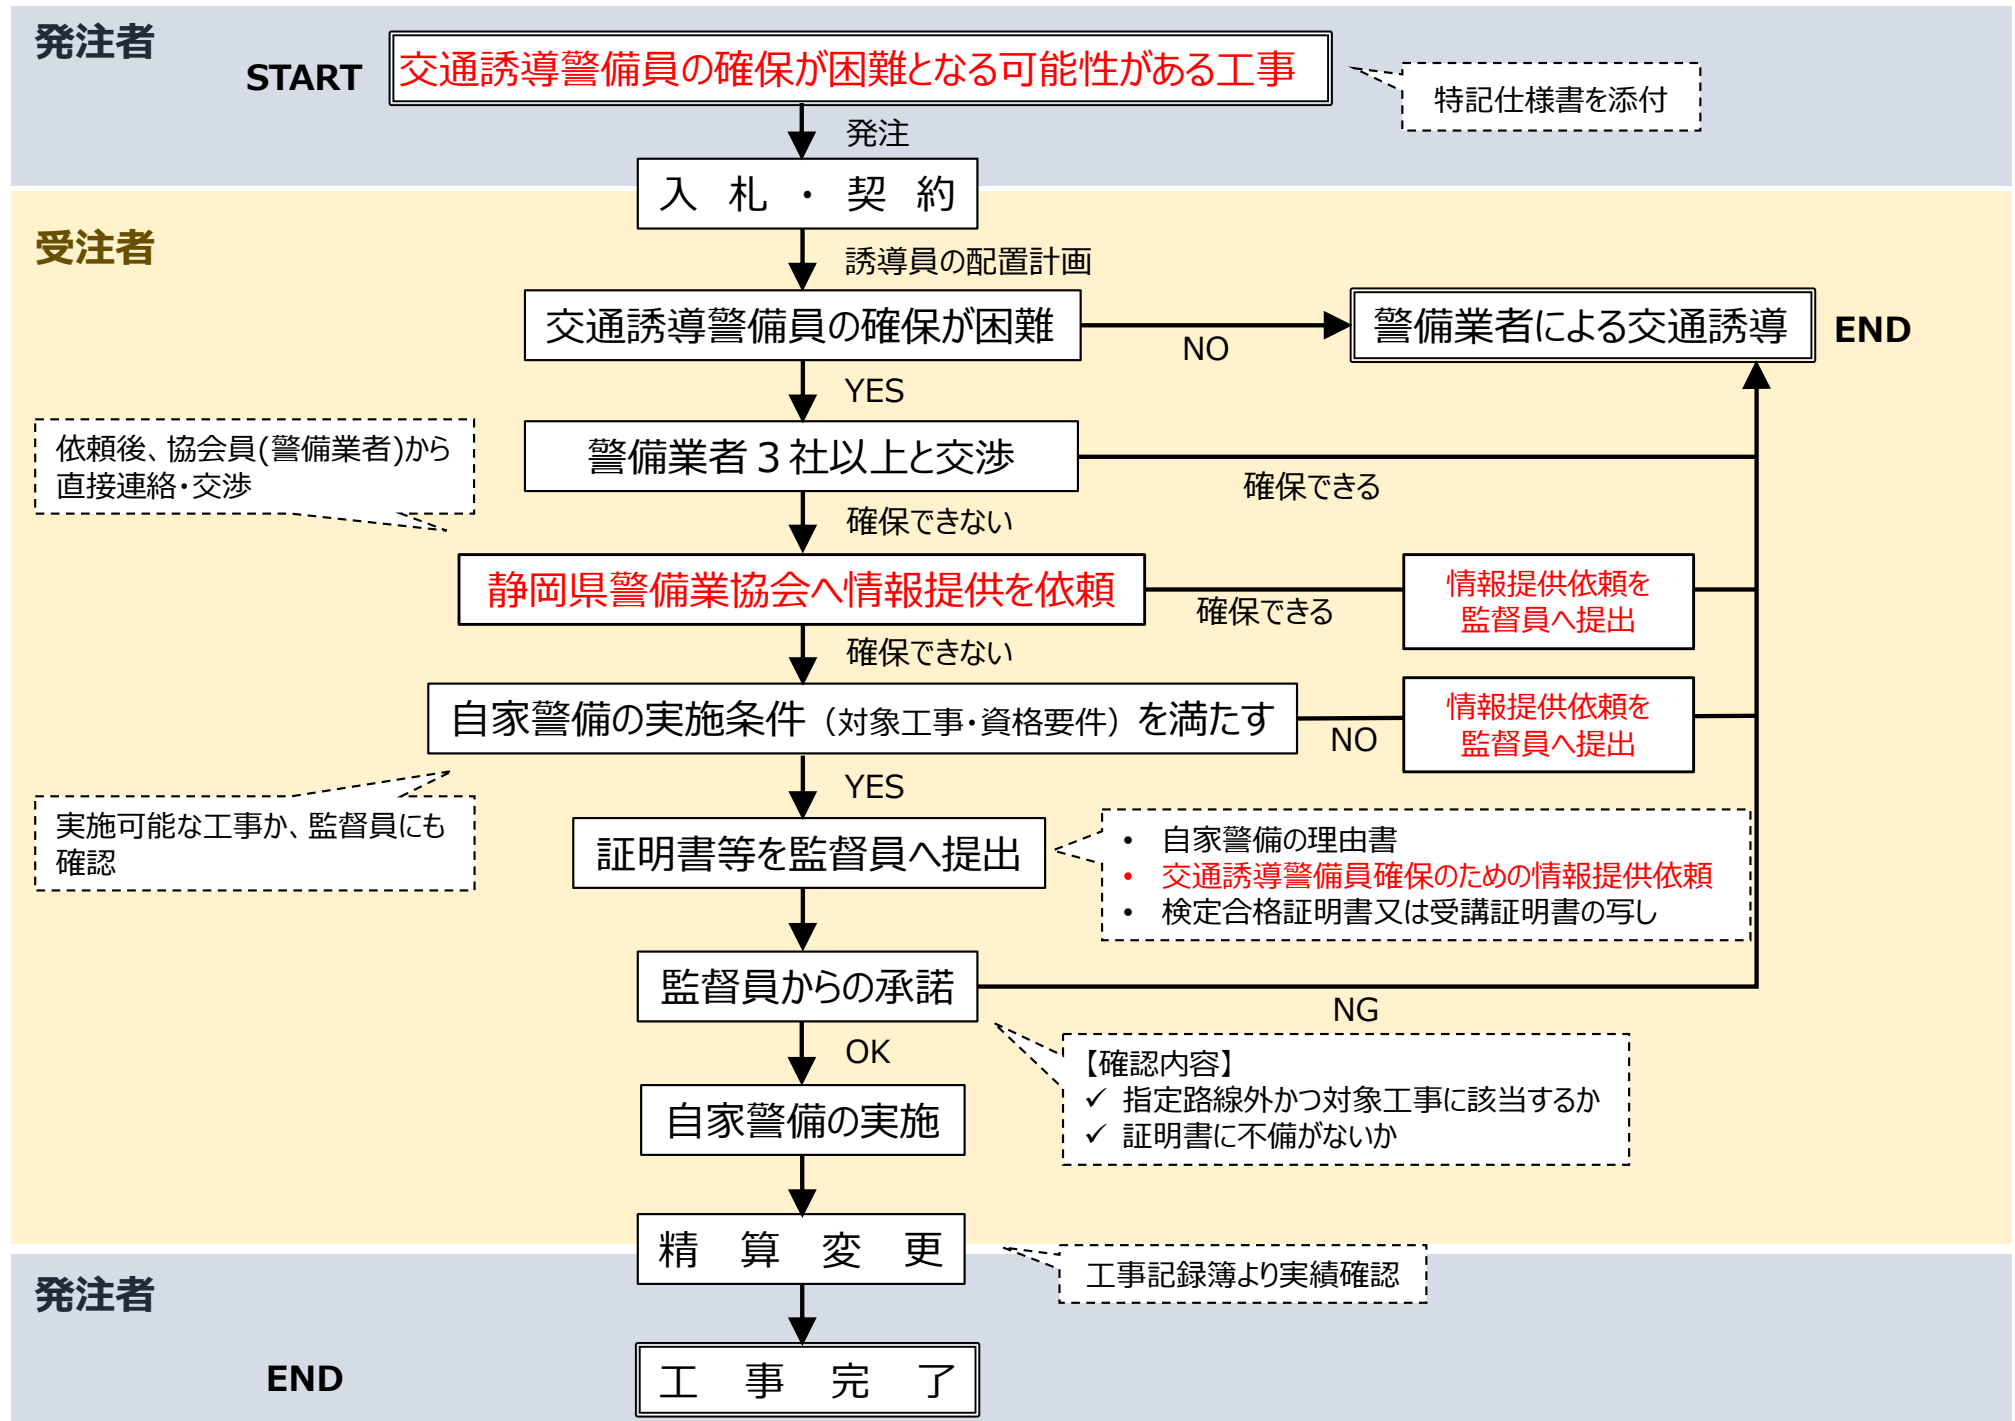 発注者
START
交通誘導警備員の確保が困難となる可能性がある工事
特記仕様書を添付
発注
入札・契約
受注者
誘導員の配置計画
交通誘導警備員の確保が困難
NO
警備業者による交通誘導
END
YES
依頼後、協会員(警備業者)から
直接連絡・交渉
警備業者３社以上と交渉
確保できる
確保できない
静岡県警備業協会へ情報提供を依頼
確保できる
情報提供依頼を
監督員へ提出
確保できない
自家警備の実施条件（対象工事・資格要件）を満たす
NO
情報提供依頼を
監督員へ提出
YES
実施可能な工事か、監督員にも
確認
証明書等を監督員へ提出
• 自家警備の理由書
• 交通誘導警備員確保のための情報提供依頼
• 検定合格証明書又は受講証明書の写し
監督員からの承諾
NG
OK
【確認内容】
✓ 指定路線外かつ対象工事に該当するか
✓ 証明書に不備がないか
自家警備の実施
精算変更
工事記録簿より実績確認
発注者
END
工事完了